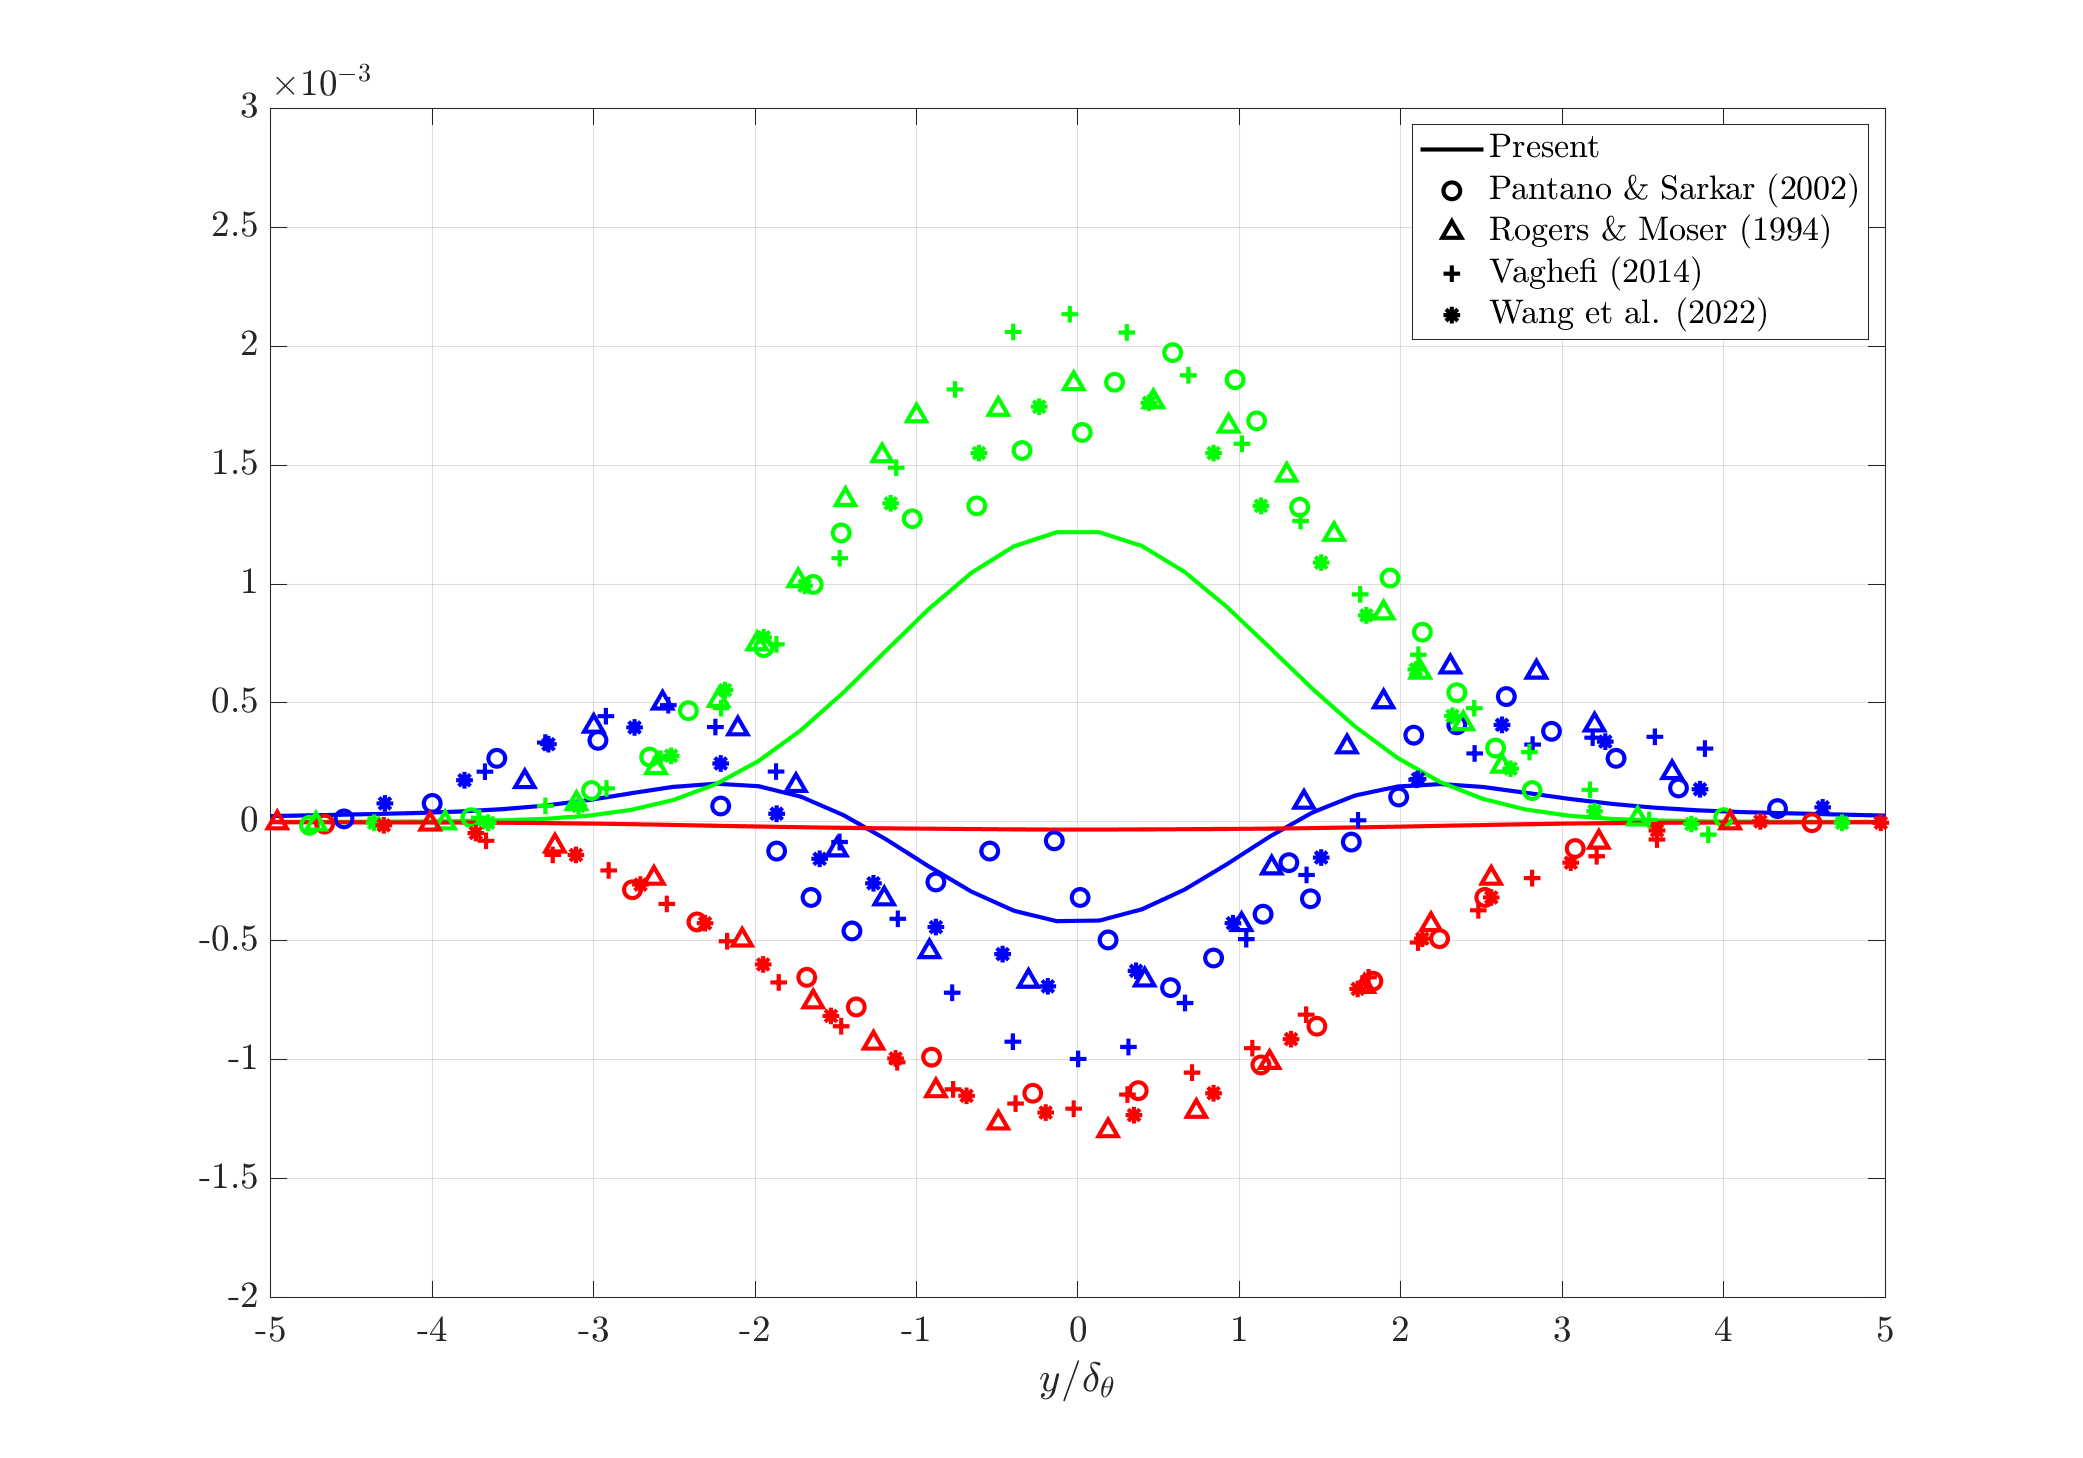 ×10⁻³
3
2.5
2
1.5
1
0.5
0
-0.5
-1
-1.5
-2
-5 -4 -3 -2 -1 0 1 2 3 4 5
y/δ_θ
Present
Pantano & Sarkar (2002)
Rogers & Moser (1994)
Vaghefi (2014)
Wang et al. (2022)